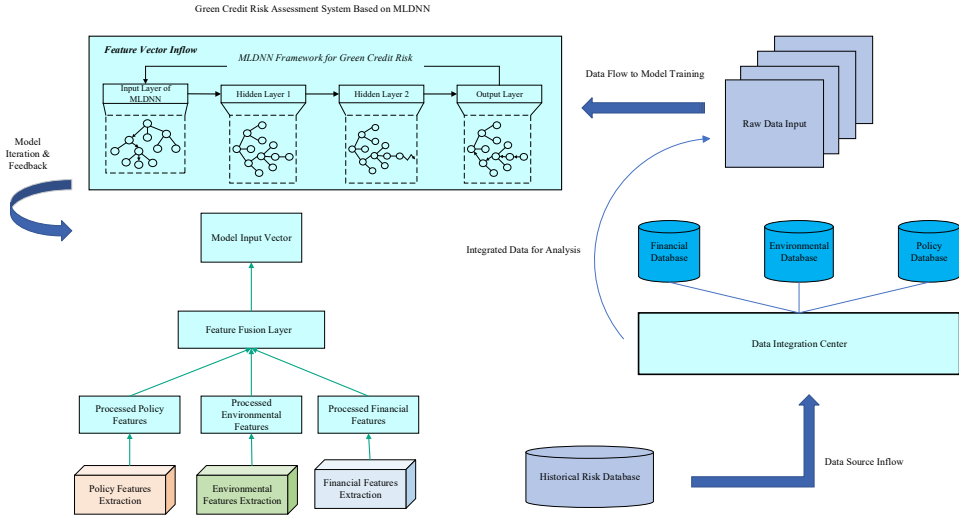 Green Credit Risk Assessment System Based on MLDNN
Feature Vector Inflow
MLDNN Framework for Green Credit Risk
Input Layer of
MLDNN
Hidden Layer 1
Hidden Layer 2
Output Layer
Data Flow to Model Training
Raw Data Input
Model
Iteration &
Feedback
Model Input Vector
Integrated Data for Analysis
Financial
Database
Environmental
Database
Policy
Database
Feature Fusion Layer
Data Integration Center
Processed Policy
Features
Processed
Environmental
Features
Processed Financial
Features
Policy Features
Extraction
Environmental
Features Extraction
Financial Features
Extraction
Historical Risk Database
Data Source Inflow